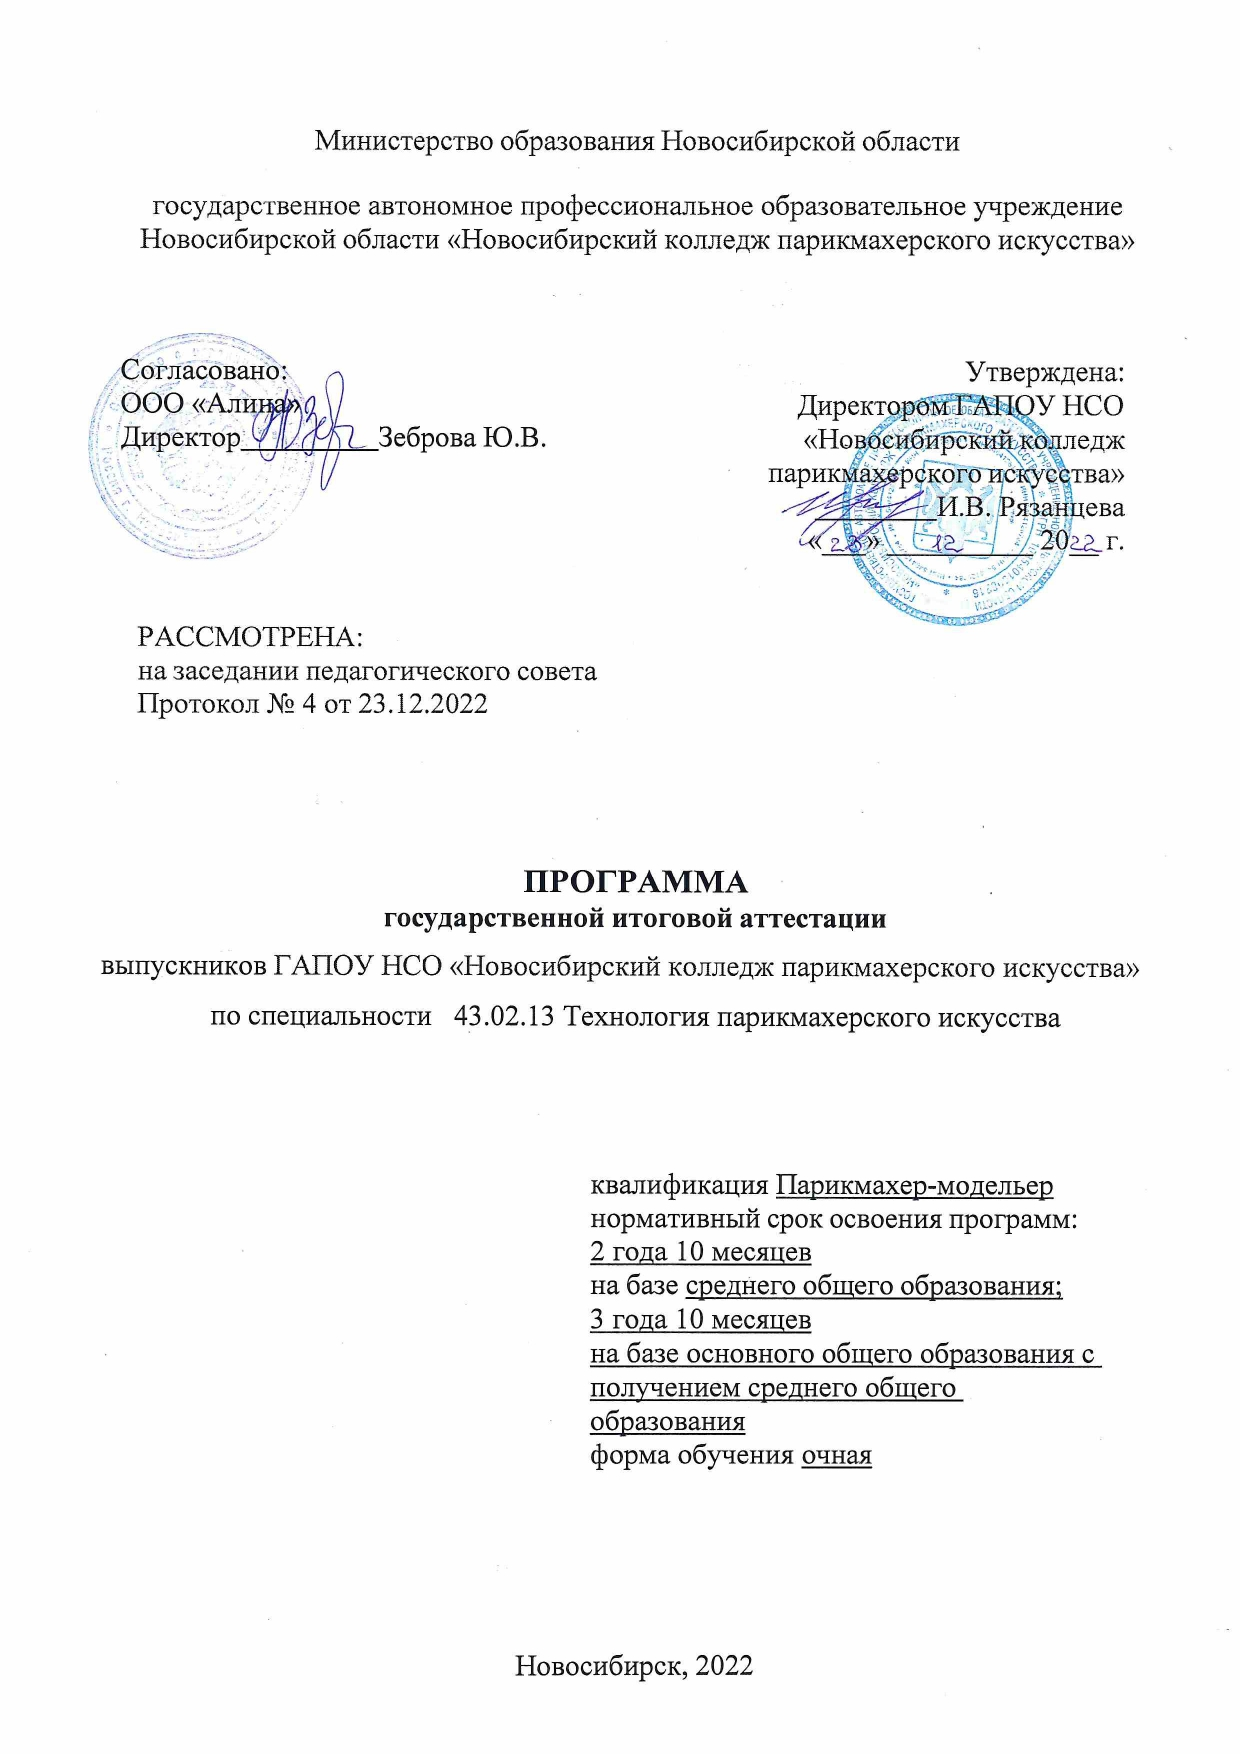 Министерство образования Новосибирской области
государственное автономное профессиональное образовательное учреждение
Новосибирской области «Новосибирский колледж парикмахерского искусства»
Согласовано:
ООО «Алина»
Директор__________Зеброва Ю.В.
Утверждена:
Директором ГАПОУ НСО
«Новосибирский колледж
парикмахерского искусства»
_________И.В. Рязанцева
«23» 12 2022 г.
РАССМОТРЕНА:
на заседании педагогического совета
Протокол № 4 от 23.12.2022
ПРОГРАММА
государственной итоговой аттестации
выпускников ГАПОУ НСО «Новосибирский колледж парикмахерского искусства»
по специальности 43.02.13 Технология парикмахерского искусства
квалификация Парикмахер-модельер
нормативный срок освоения программ:
2 года 10 месяцев
на базе среднего общего образования;
3 года 10 месяцев
на базе основного общего образования с
получением среднего общего
образования
форма обучения очная
Новосибирск, 2022